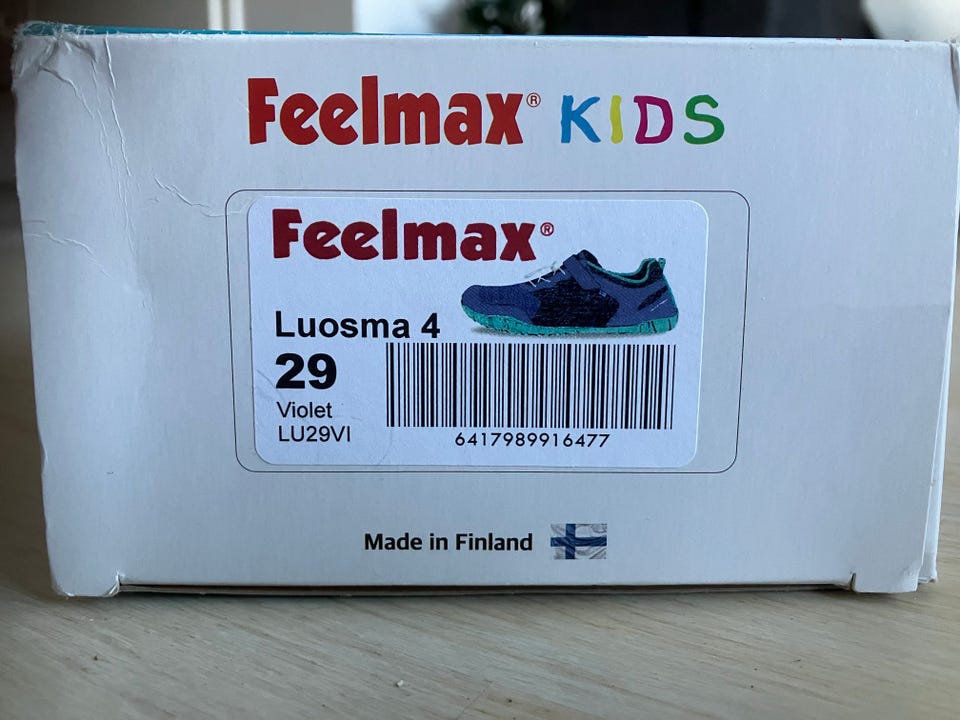 Feelmax® KIDS
Feelmax®
Luosma 4
29
Violet
LU29VI
6417989916477
Made in Finland